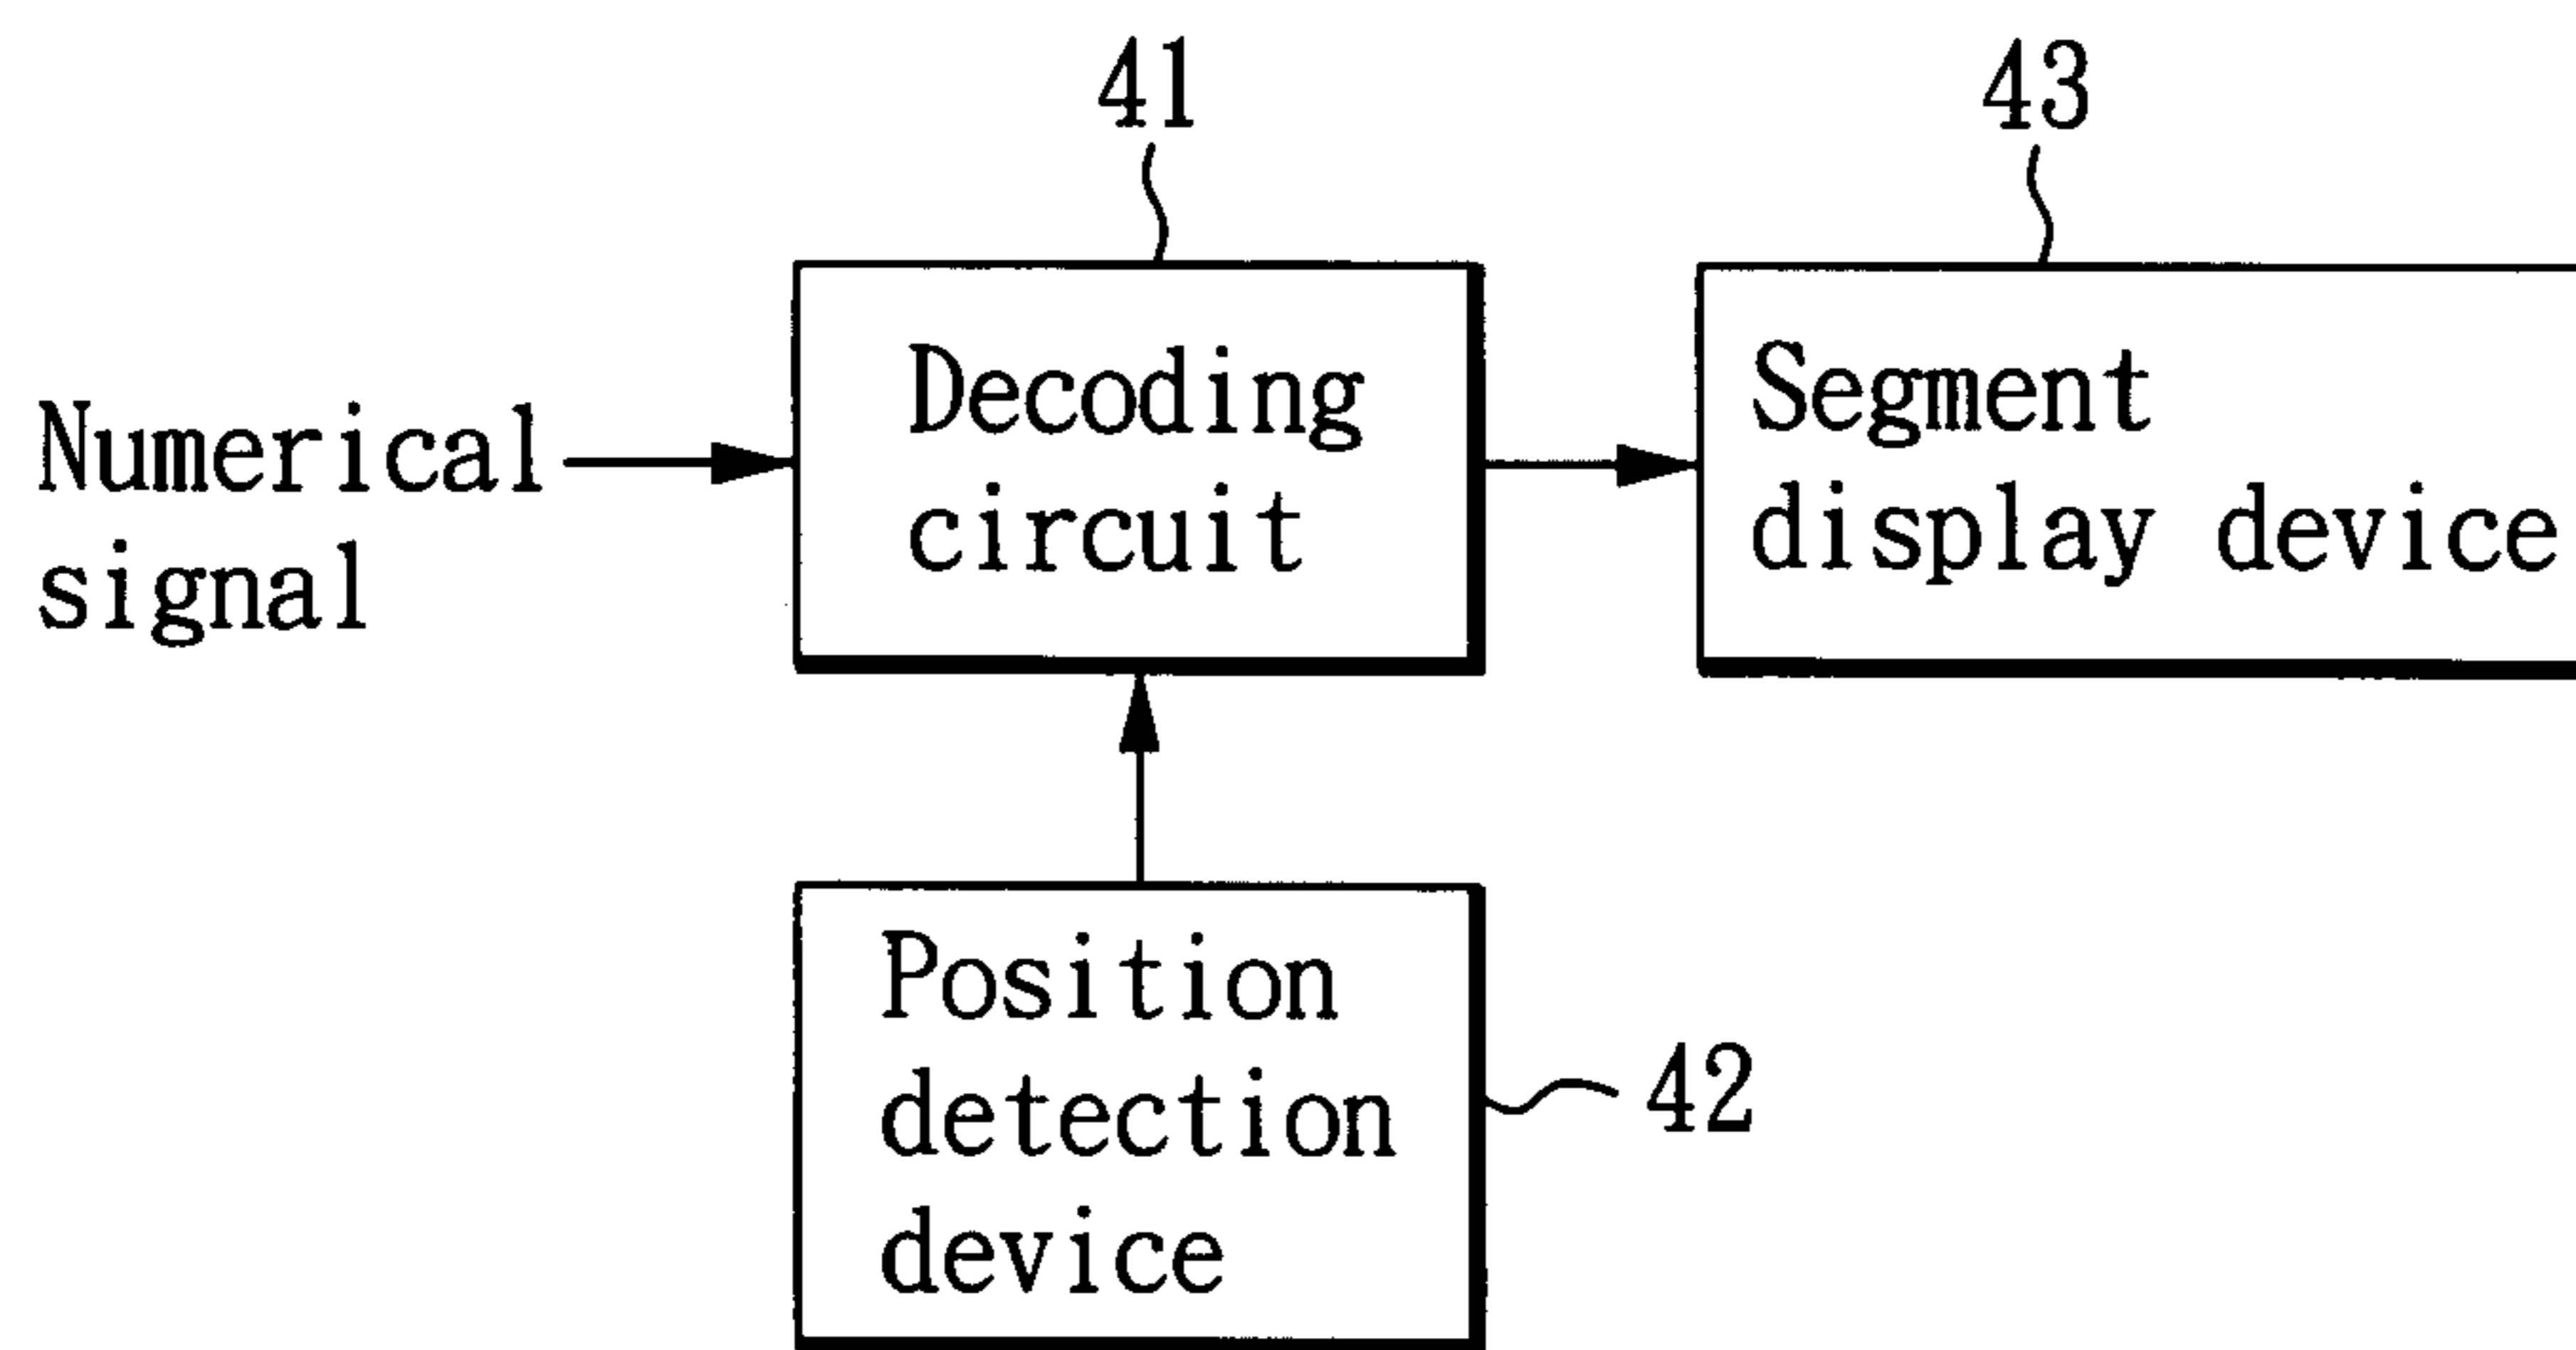 41
43
Numerical
signal
Decoding
circuit
Segment
display device
Position
detection
device
42